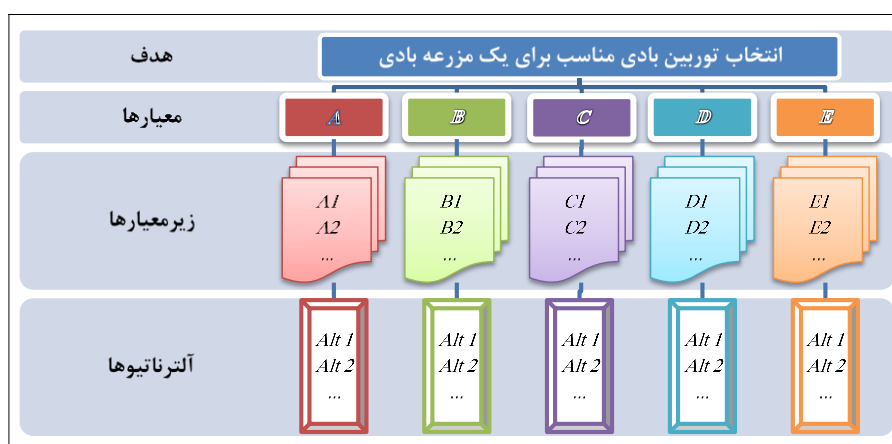 هدف
انتخاب توربین بادی مناسب برای یک مزرعه بادی
معیارها
A
B
C
D
E
زیرمعیارها
A1
A2
...
B1
B2
...
C1
C2
...
D1
D2
...
E1
E2
...
آلترناتیوها
Alt 1
Alt 2
...
Alt 1
Alt 2
...
Alt 1
Alt 2
...
Alt 1
Alt 2
...
Alt 1
Alt 2
...